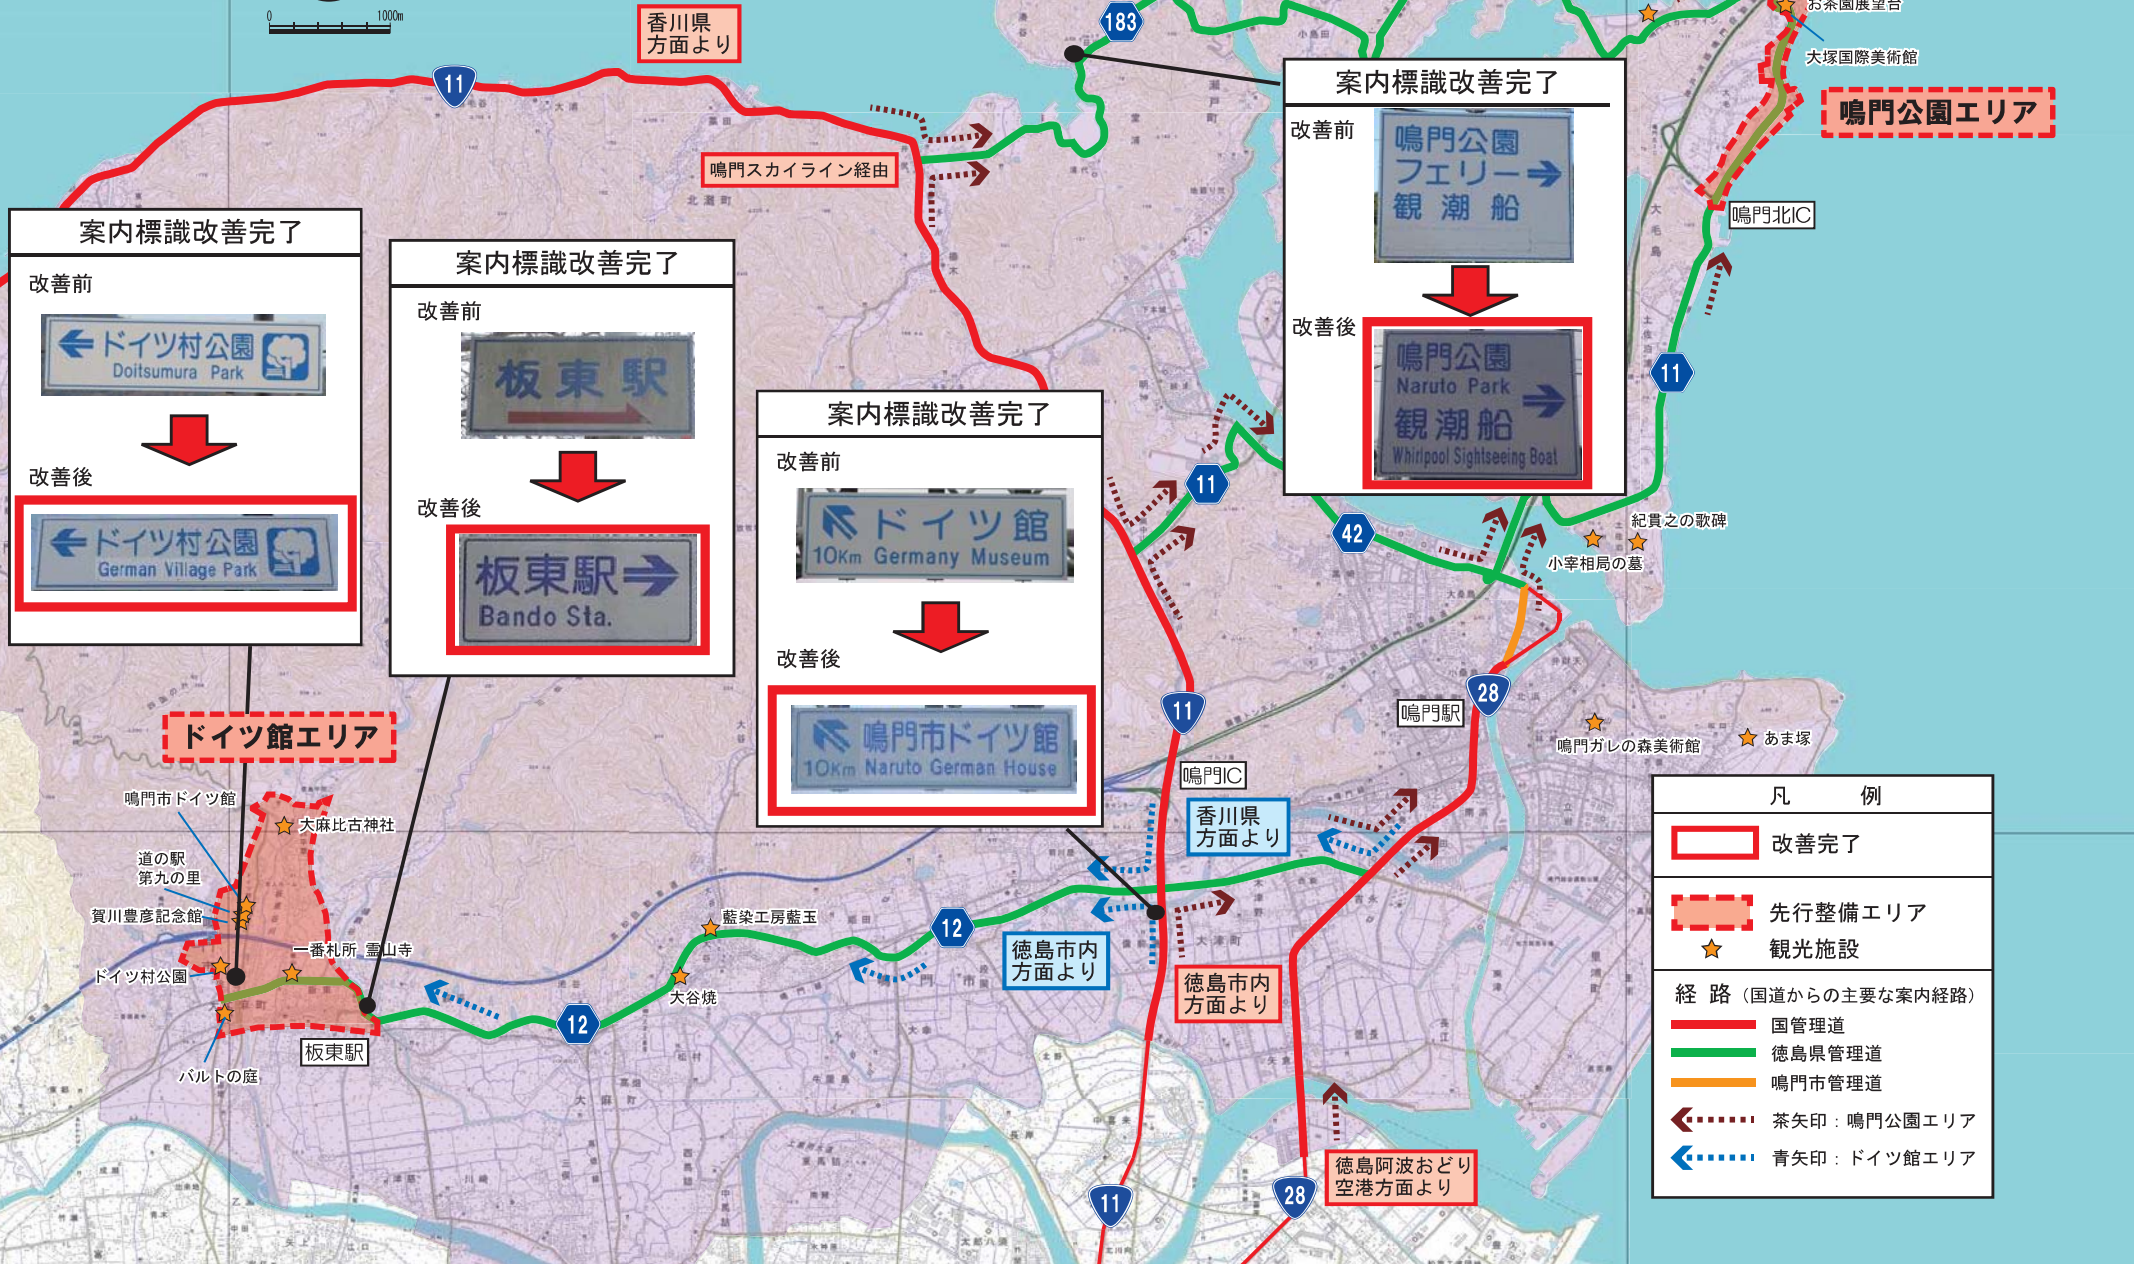 0 1000m
香川県
方面より
183
お茶園展望台
大塚国際美術館
鳴門公園エリア
11
鳴門スカイライン経由
鳴門北IC
案内標識改善完了
改善前
鳴門公園
フェリー
観潮船
改善後
鳴門公園
Naruto Park
観潮船
Whirlpool Sightseeing Boat
案内標識改善完了
改善前
ドイツ村公園
Doitsumura Park
改善後
ドイツ村公園
German Village Park
案内標識改善完了
改善前
板東駅
改善後
板東駅
Bando Sta.
案内標識改善完了
改善前
ドイツ館
10Km Germany Museum
改善後
鳴門市ドイツ館
10Km Naruto German House
11
11
42
紀貫之の歌碑
小宰相局の墓
11
28
鳴門駅
鳴門IC
鳴門ガレの森美術館
あま塚
ドイツ館エリア
鳴門市ドイツ館
大麻比古神社
道の駅
第九の里
賀川豊彦記念館
一番札所 霊山寺
ドイツ村公園
板東駅
バルトの庭
藍染工房藍玉
大谷焼
12
12
香川県
方面より
徳島市内
方面より
徳島市内
方面より
徳島阿波おどり
空港方面より
11
28
凡例
改善完了
先行整備エリア
観光施設
経路（国道からの主要な案内経路）
国管理道
徳島県管理道
鳴門市管理道
茶矢印：鳴門公園エリア
青矢印：ドイツ館エリア